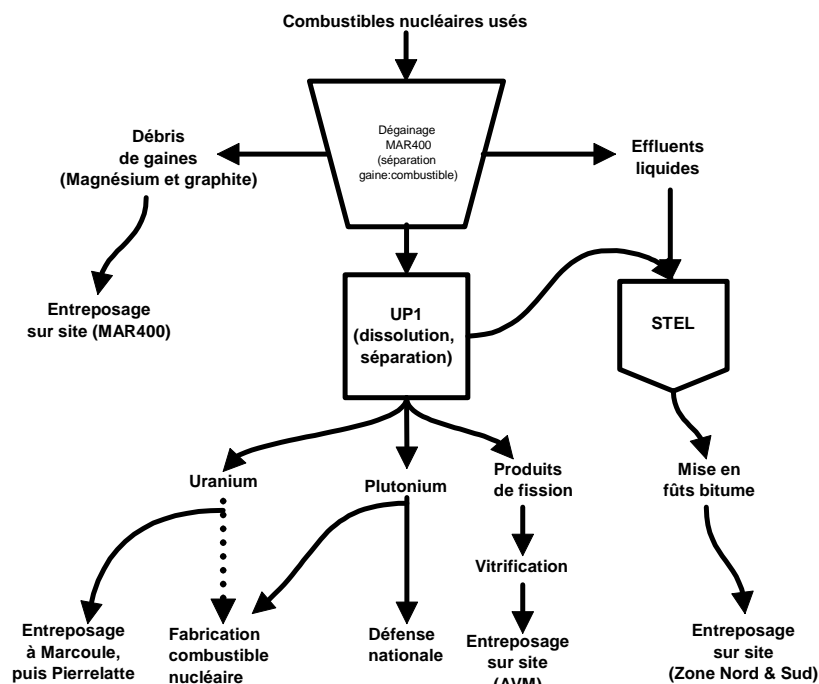 Combustibles nucléaires usés
Dégainage
MAR400
(séparation
gaine:combustible)
Débris
de gaines
(Magnésium et graphite)
Effluents
liquides
Entreposage
sur site (MAR400)
UP1
(dissolution,
séparation)
STEL
Uranium
Plutonium
Produits
de fission
Mise en
fûts bitume
Vitrification
Entreposage
à Marcoule,
puis Pierrelatte
Fabrication
combustible
nucléaire
Défense
nationale
Entreposage
sur site
(AVM)
Entreposage
sur site
(Zone Nord & Sud)